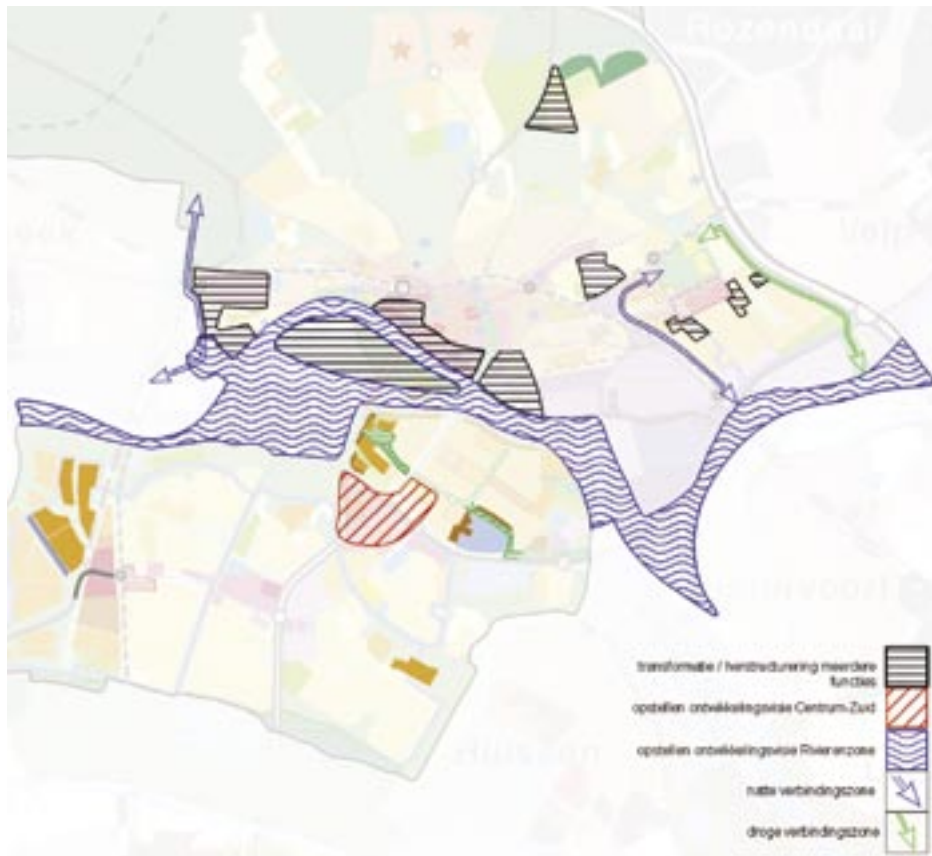 Rozendaal
transformatie / herstructurering meerdere
functies
opstellen ontwikkelingsvisie Centrum-Zuid
opstellen ontwikkelingsvisie Rivierenzone
natte verbindingszone
droge verbindingszone